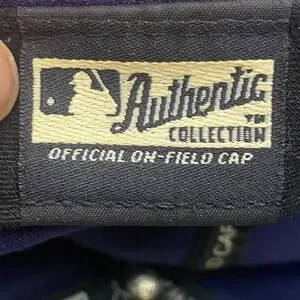 Authentic
TM
COLLECTION
OFFICIAL ON-FIELD CAP